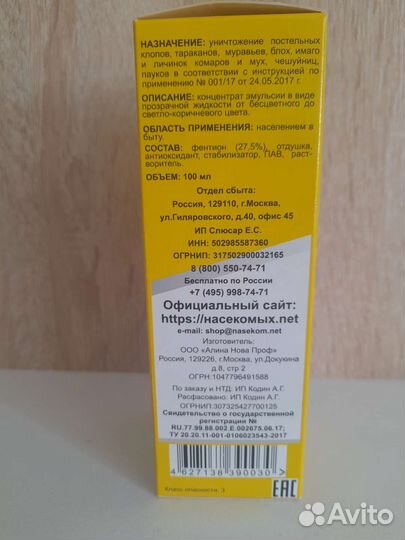 НАЗНАЧЕНИЕ: уничтожение постельных
клопов, тараканов, муравьев, блох, имаго
и личинок комаров и мух, чешуйниц,
пауков в соответствии с инструкцией по
применению № 001/17 от 24.05.2017 г.
ОПИСАНИЕ: концентрат эмульсии в виде
прозрачной жидкости от бесцветного до
светло-коричневого цвета.
ОБЛАСТЬ ПРИМЕНЕНИЯ: населением в
быту.
СОСТАВ: фентион (27,5%), отдушка,
антиоксидант, стабилизатор, ПАВ, раст-
воритель.
ОБЪЕМ: 100 мл
Отдел сбыта:
Россия, 129110, г.Москва,
ул.Гиляровского, д.40, офис 45
ИП Слюсар Е.С.
ИНН: 502985587360
ОГРНИП: 317502900032165
8 (800) 550-74-71
Бесплатно по России
+7 (495) 998-74-71
Официальный сайт:
https://насекомых.net
e-mail: shop@nasekom.net
Изготовитель:
ООО «Алина Нова Проф»
Россия, 129226, г.Москва, ул.Докукина
д.8, стр 2
ОГРН:1047796491588
По заказу и НТД: ИП Кодин А.Г.
Расфасовано: ИП Кодин А.Г.
ОГРНИП:307325427700125
Свидетельство о государственной
регистрации №
RU.77.99.88.002.Е.002675.06.17;
ТУ 20.20.11-001-0106023543-2017
4 627138 390030 >
Класс опасности: 3
EAC
Avito